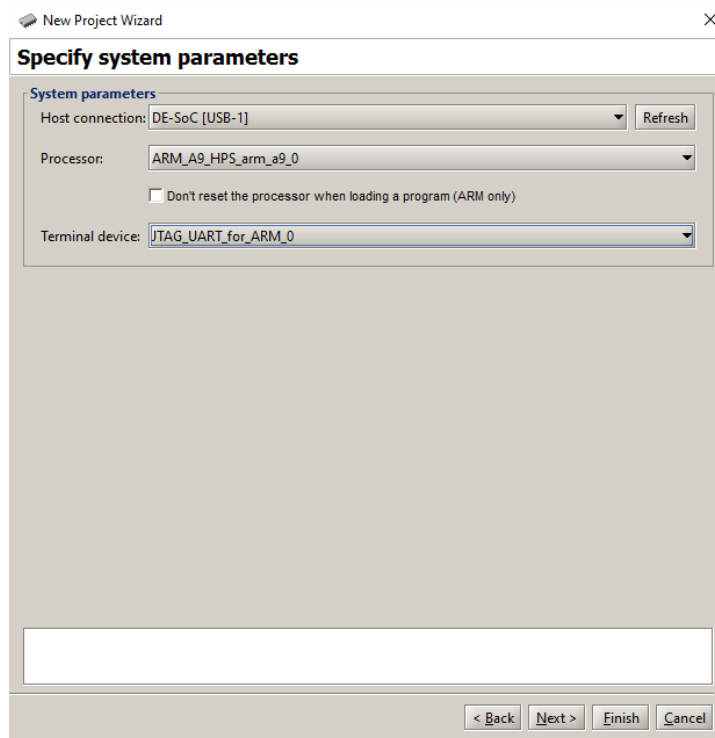 New Project Wizard
Specify system parameters
System parameters
Host connection: DE-SoC [USB-1] Refresh
Processor: ARM_A9_HPS_arm_a9_0
Don't reset the processor when loading a program (ARM only)
Terminal device: JTAG_UART_for_ARM_0
< Back Next > Finish Cancel